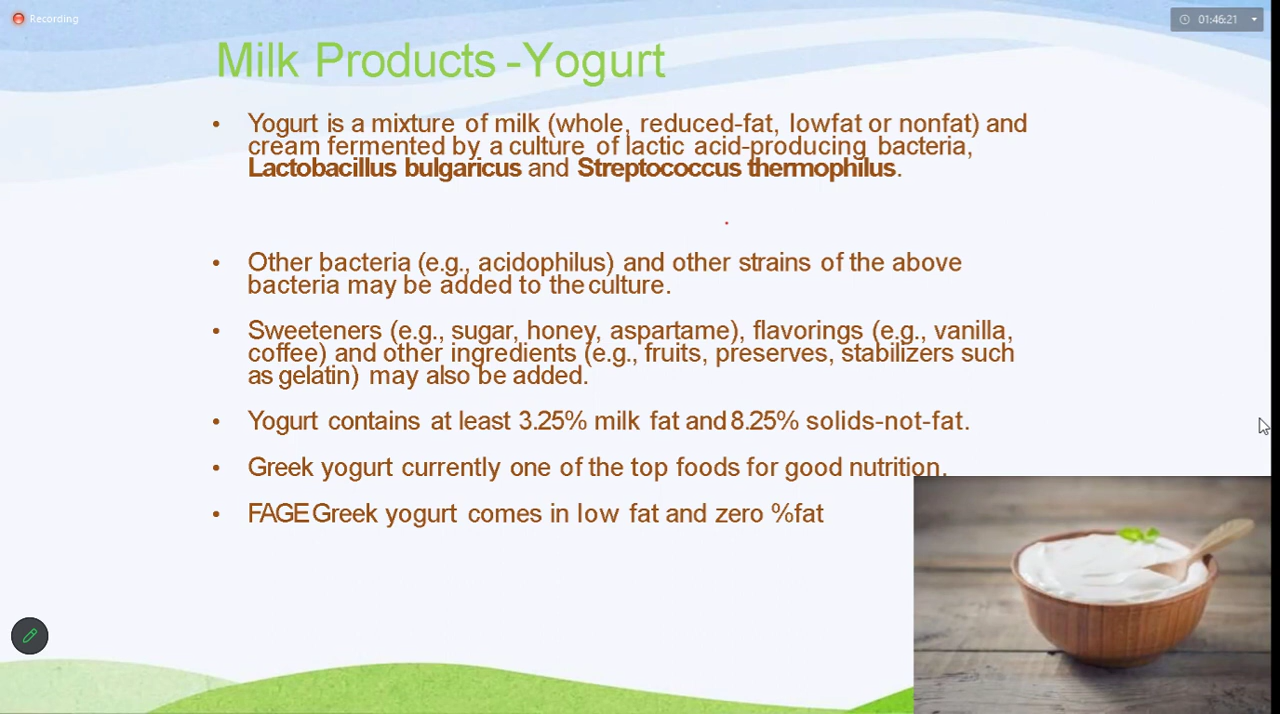 Recording
01:46:21
Milk Products -Yogurt
• Yogurt is a mixture of milk (whole, reduced-fat, lowfat or nonfat) and
cream fermented by a culture of lactic acid-producing bacteria,
Lactobacillus bulgaricus and Streptococcus thermophilus.
• Other bacteria (e.g., acidophilus) and other strains of the above
bacteria may be added to the culture.
• Sweeteners (e.g., sugar, honey, aspartame), flavorings (e.g., vanilla,
coffee) and other ingredients (e.g., fruits, preserves, stabilizers such
as gelatin) may also be added.
• Yogurt contains at least 3.25% milk fat and 8.25% solids-not-fat.
• Greek yogurt currently one of the top foods for good nutrition.
• FAGE Greek yogurt comes in low fat and zero %fat